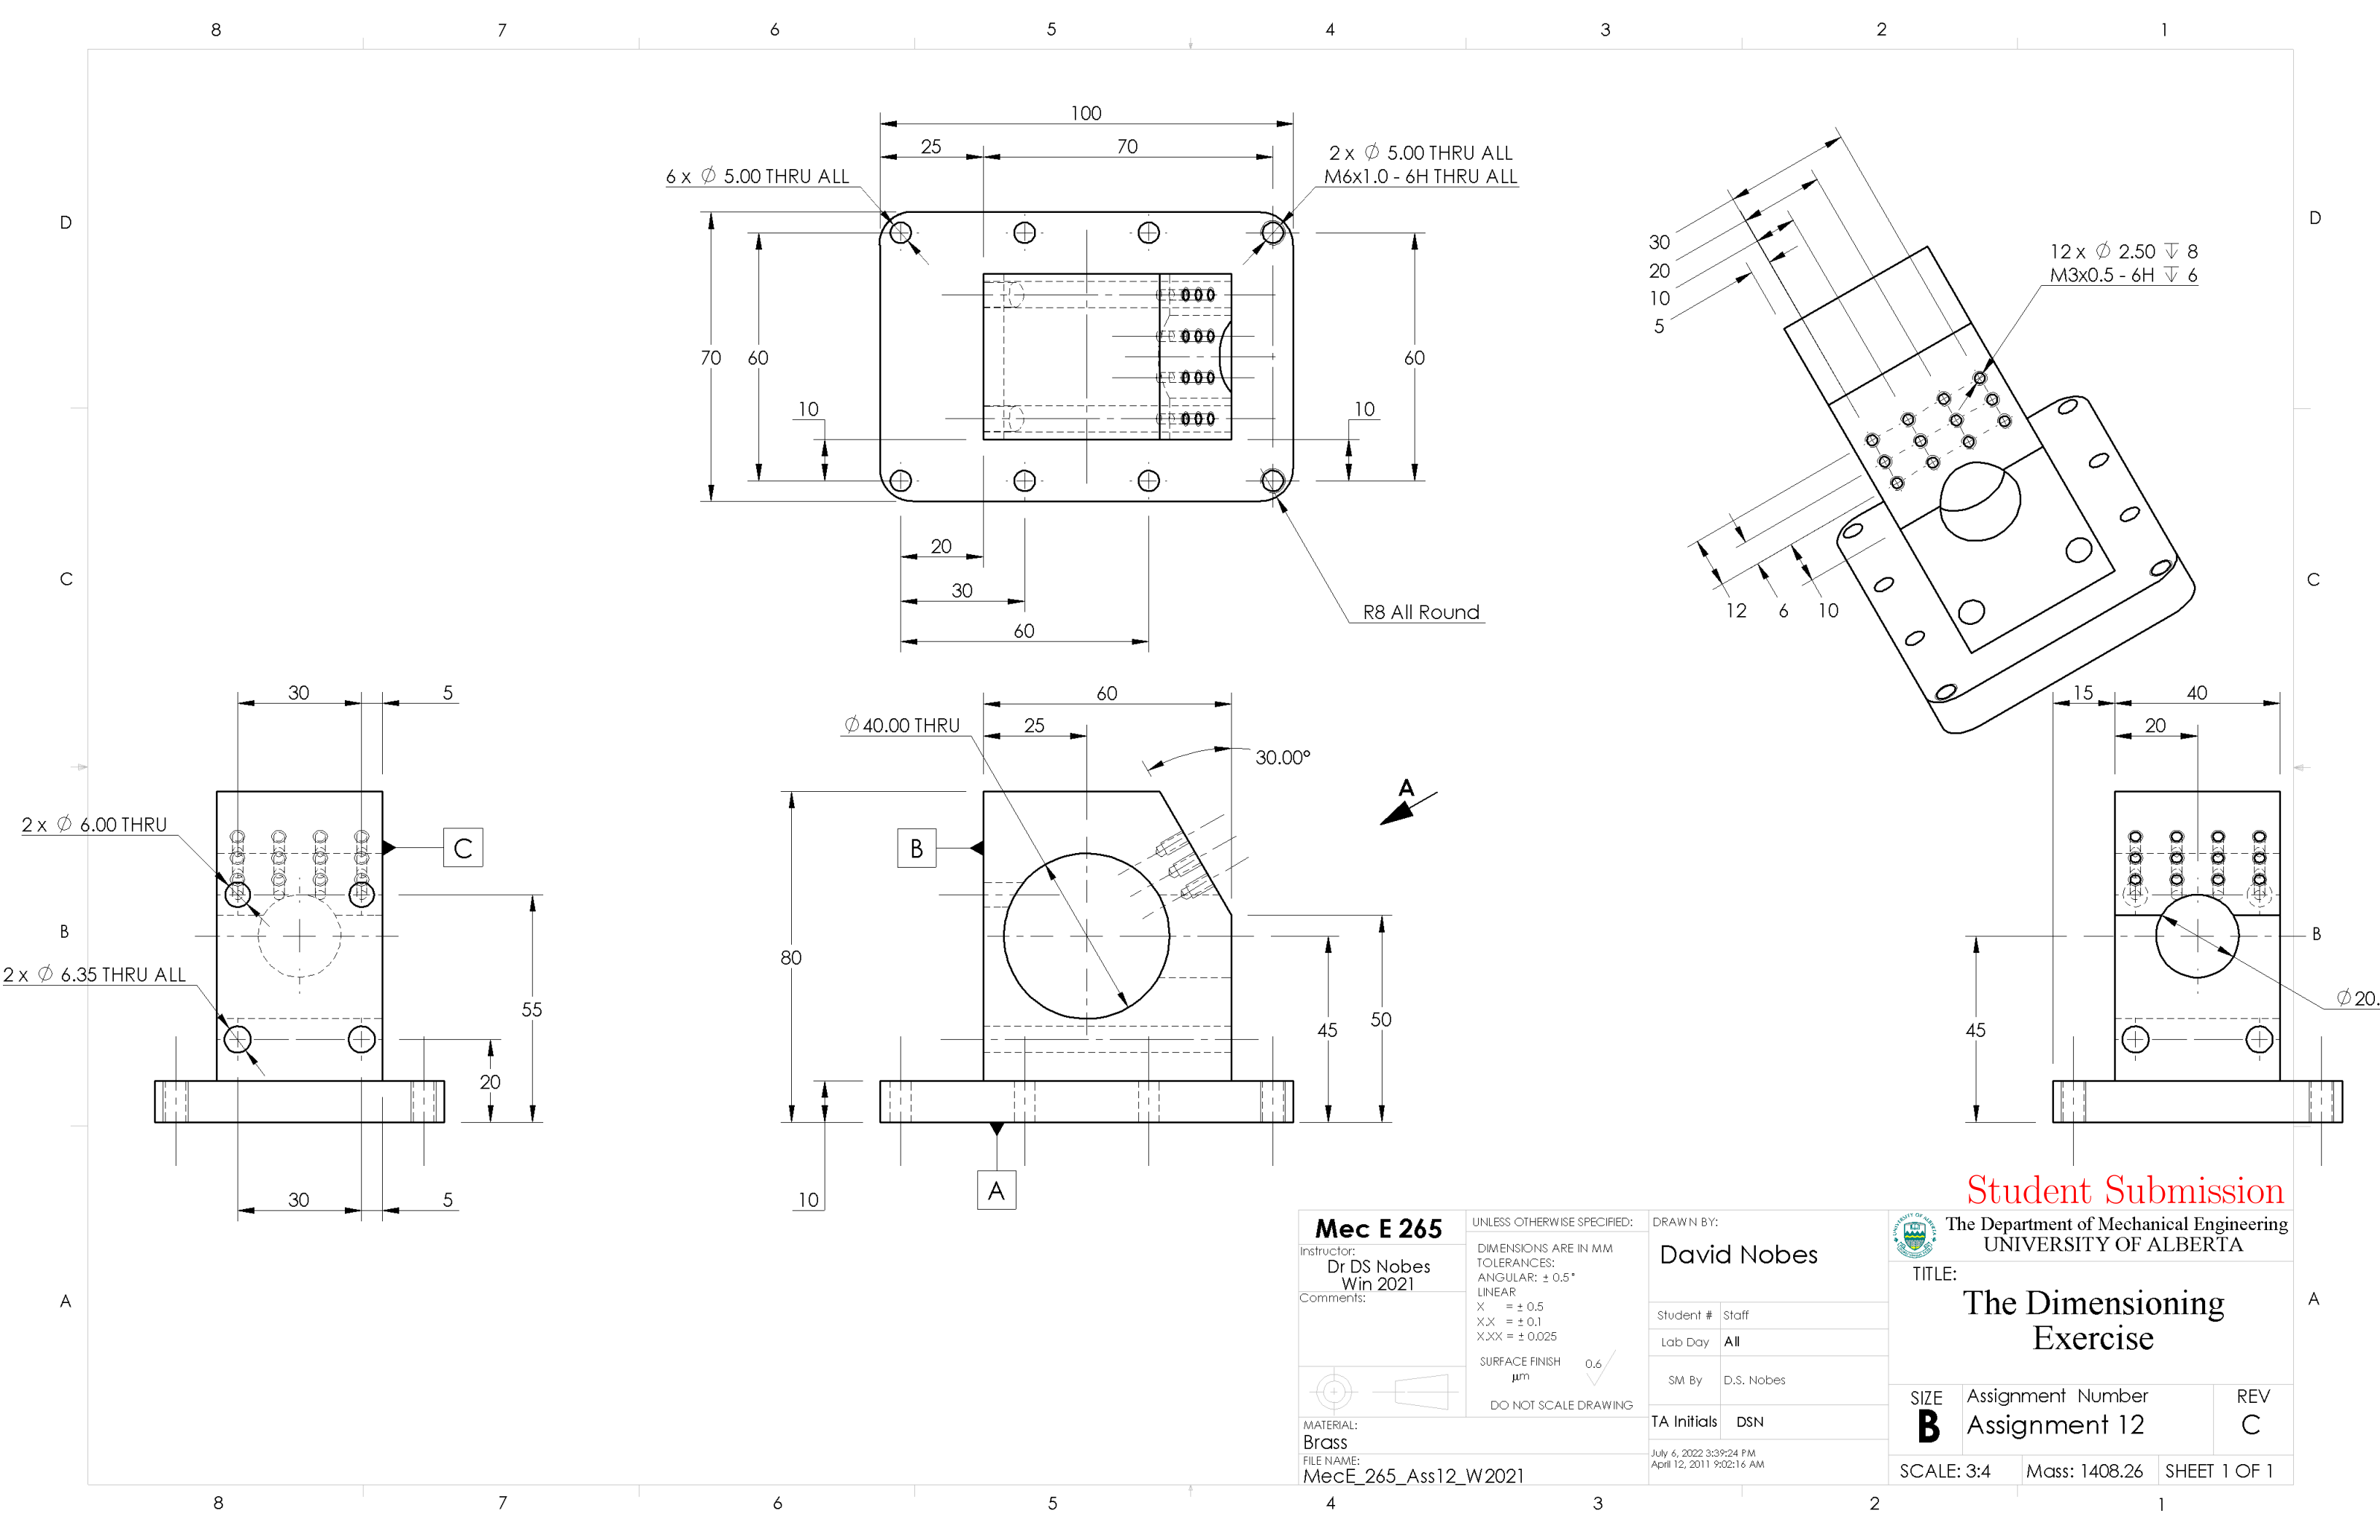 8 7 6 5 4 3 2 1
D
D
100
25 70
6 x ∅ 5.00 THRU ALL
2 x ∅ 5.00 THRU ALL
M6x1.0 - 6H THRU ALL
70 60
60
10
10
20
30
60
R8 All Round
30
20
10
5
12 x ∅ 2.50 ↧ 8
M3x0.5 - 6H ↧ 6
12 6 10
C
C
30 5
2 x ∅ 6.00 THRU
C
2 x ∅ 6.35 THRU ALL
55
20
30 5
60
∅40.00 THRU
25
30.00°
A
B
80
45
50
10
A
15 40
20
45
∅20.
B
B
A
A
Student Submission
Mec E 265
Instructor:
Dr DS Nobes
Win 2021
Comments:
UNLESS OTHERWISE SPECIFIED:
DIMENSIONS ARE IN MM
TOLERANCES:
ANGULAR: ± 0.5°
LINEAR
X = ± 0.5
X.X = ± 0.1
X.XX = ± 0.025
SURFACE FINISH 0.6
μm
DO NOT SCALE DRAWING
MATERIAL:
Brass
FILE NAME:
MecE_265_Ass12_W2021
DRAWN BY:
David Nobes
Student # Staff
Lab Day All
SM By D.S. Nobes
TA Initials DSN
July 6, 2022 3:39:24 PM
April 12, 2011 9:02:16 AM
The Department of Mechanical Engineering
UNIVERSITY OF ALBERTA
TITLE:
The Dimensioning
Exercise
SIZE
B
Assignment Number
Assignment 12
REV
C
SCALE: 3:4 Mass: 1408.26 SHEET 1 OF 1
8 7 6 5 4 3 2 1